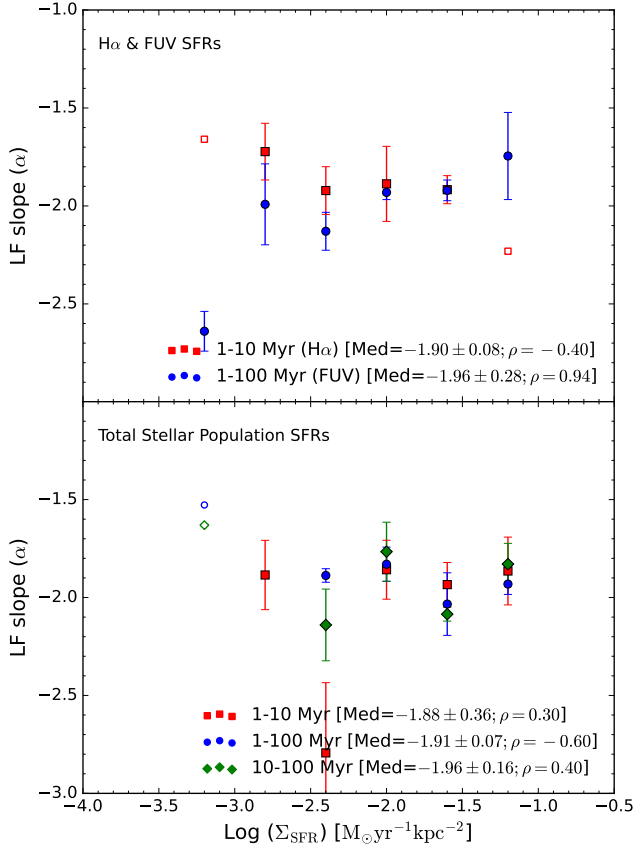 −1.0
Hα & FUV SFRs
−1.5
−2.0
−2.5
LF slope (α)
1-10 Myr (Hα) [Med=−1.90 ± 0.08; ρ = −0.40]
1-100 Myr (FUV) [Med=−1.96 ± 0.28; ρ = 0.94]
Total Stellar Population SFRs
−1.5
−2.0
−2.5
−3.0
LF slope (α)
1-10 Myr [Med=−1.88 ± 0.36; ρ = 0.30]
1-100 Myr [Med=−1.91 ± 0.07; ρ = −0.60]
10-100 Myr [Med=−1.96 ± 0.16; ρ = 0.40]
−4.0 −3.5 −3.0 −2.5 −2.0 −1.5 −1.0 −0.5
Log (Σ_SFR) [M_⊙yr⁻¹kpc⁻²]